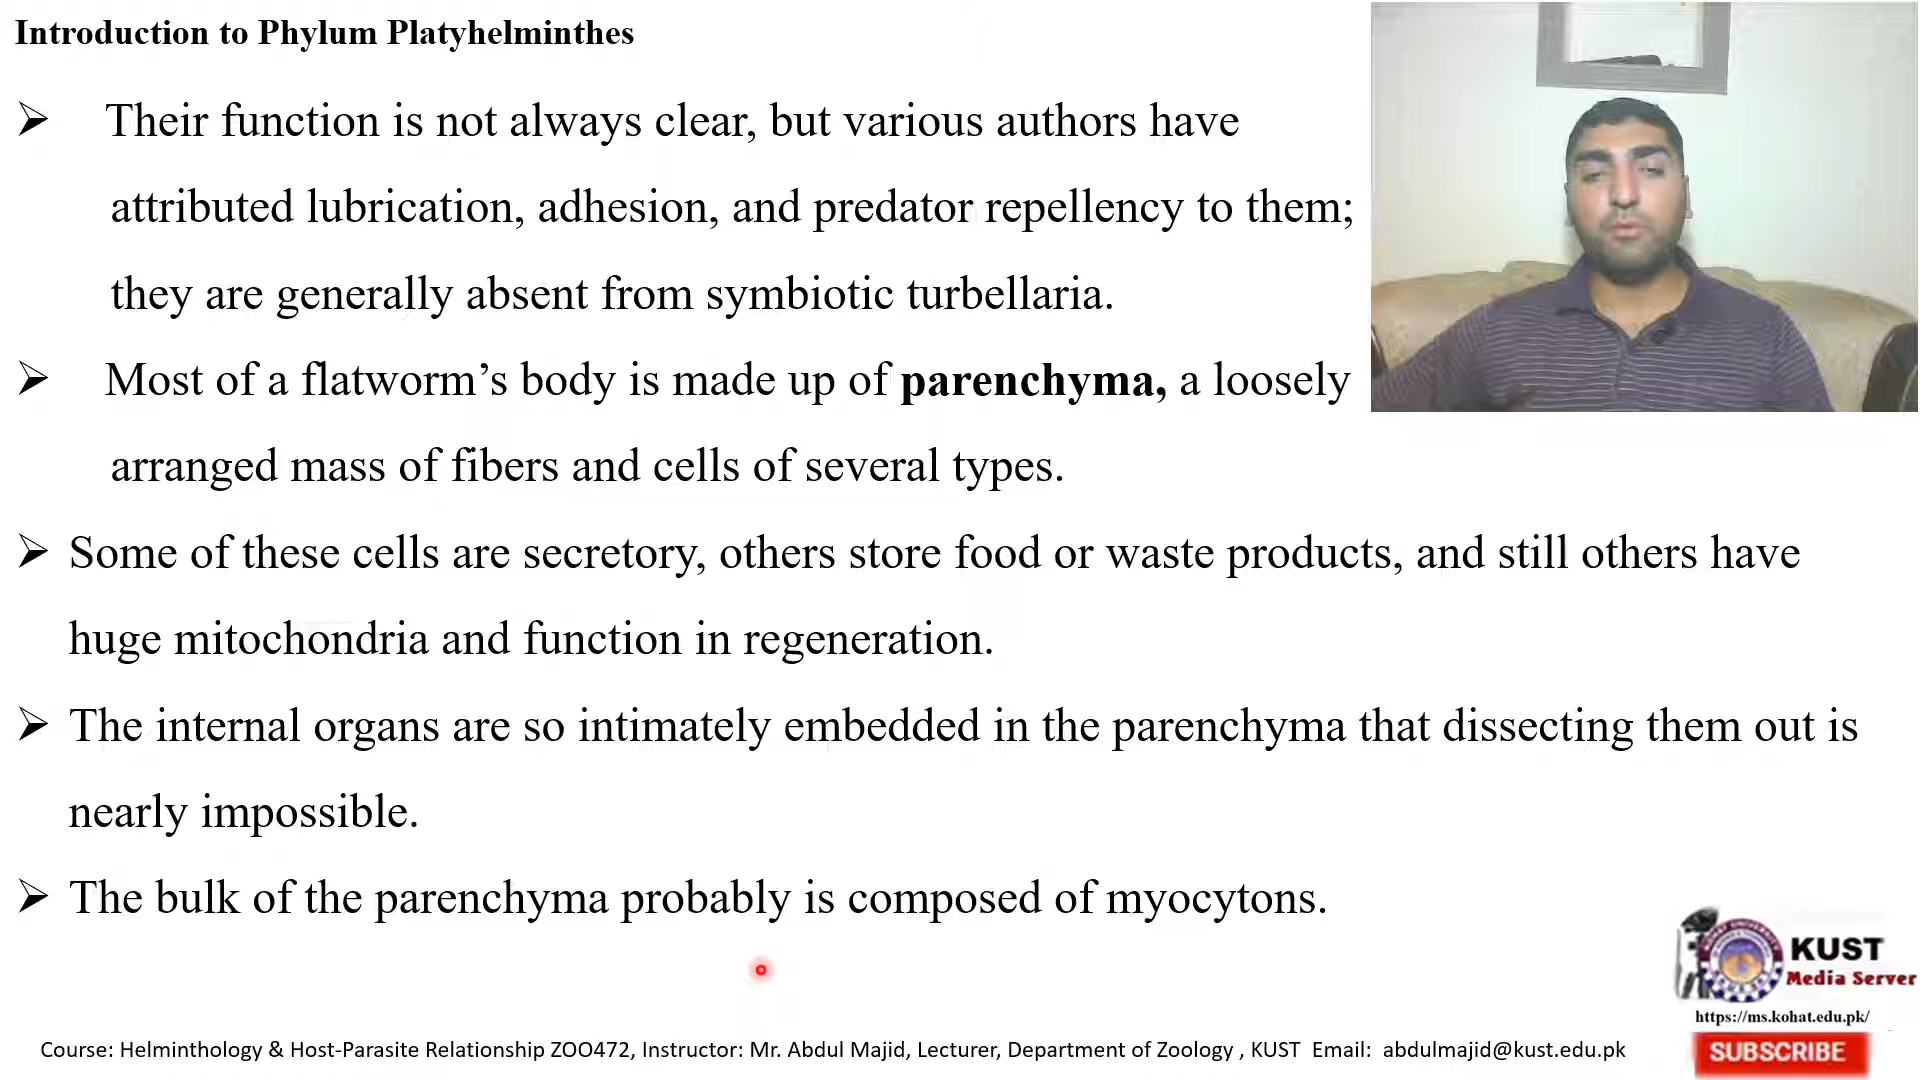 Introduction to Phylum Platyhelminthes
➢ Their function is not always clear, but various authors have
attributed lubrication, adhesion, and predator repellency to them;
they are generally absent from symbiotic turbellaria.
➢ Most of a flatworm’s body is made up of parenchyma, a loosely
arranged mass of fibers and cells of several types.
➢ Some of these cells are secretory, others store food or waste products, and still others have
huge mitochondria and function in regeneration.
➢ The internal organs are so intimately embedded in the parenchyma that dissecting them out is
nearly impossible.
➢ The bulk of the parenchyma probably is composed of myocytons.
KUST
Media Server
https://ms.kohat.edu.pk/
SUBSCRIBE
Course: Helminthology & Host-Parasite Relationship ZOO472, Instructor: Mr. Abdul Majid, Lecturer, Department of Zoology , KUST Email: abdulmajid@kust.edu.pk